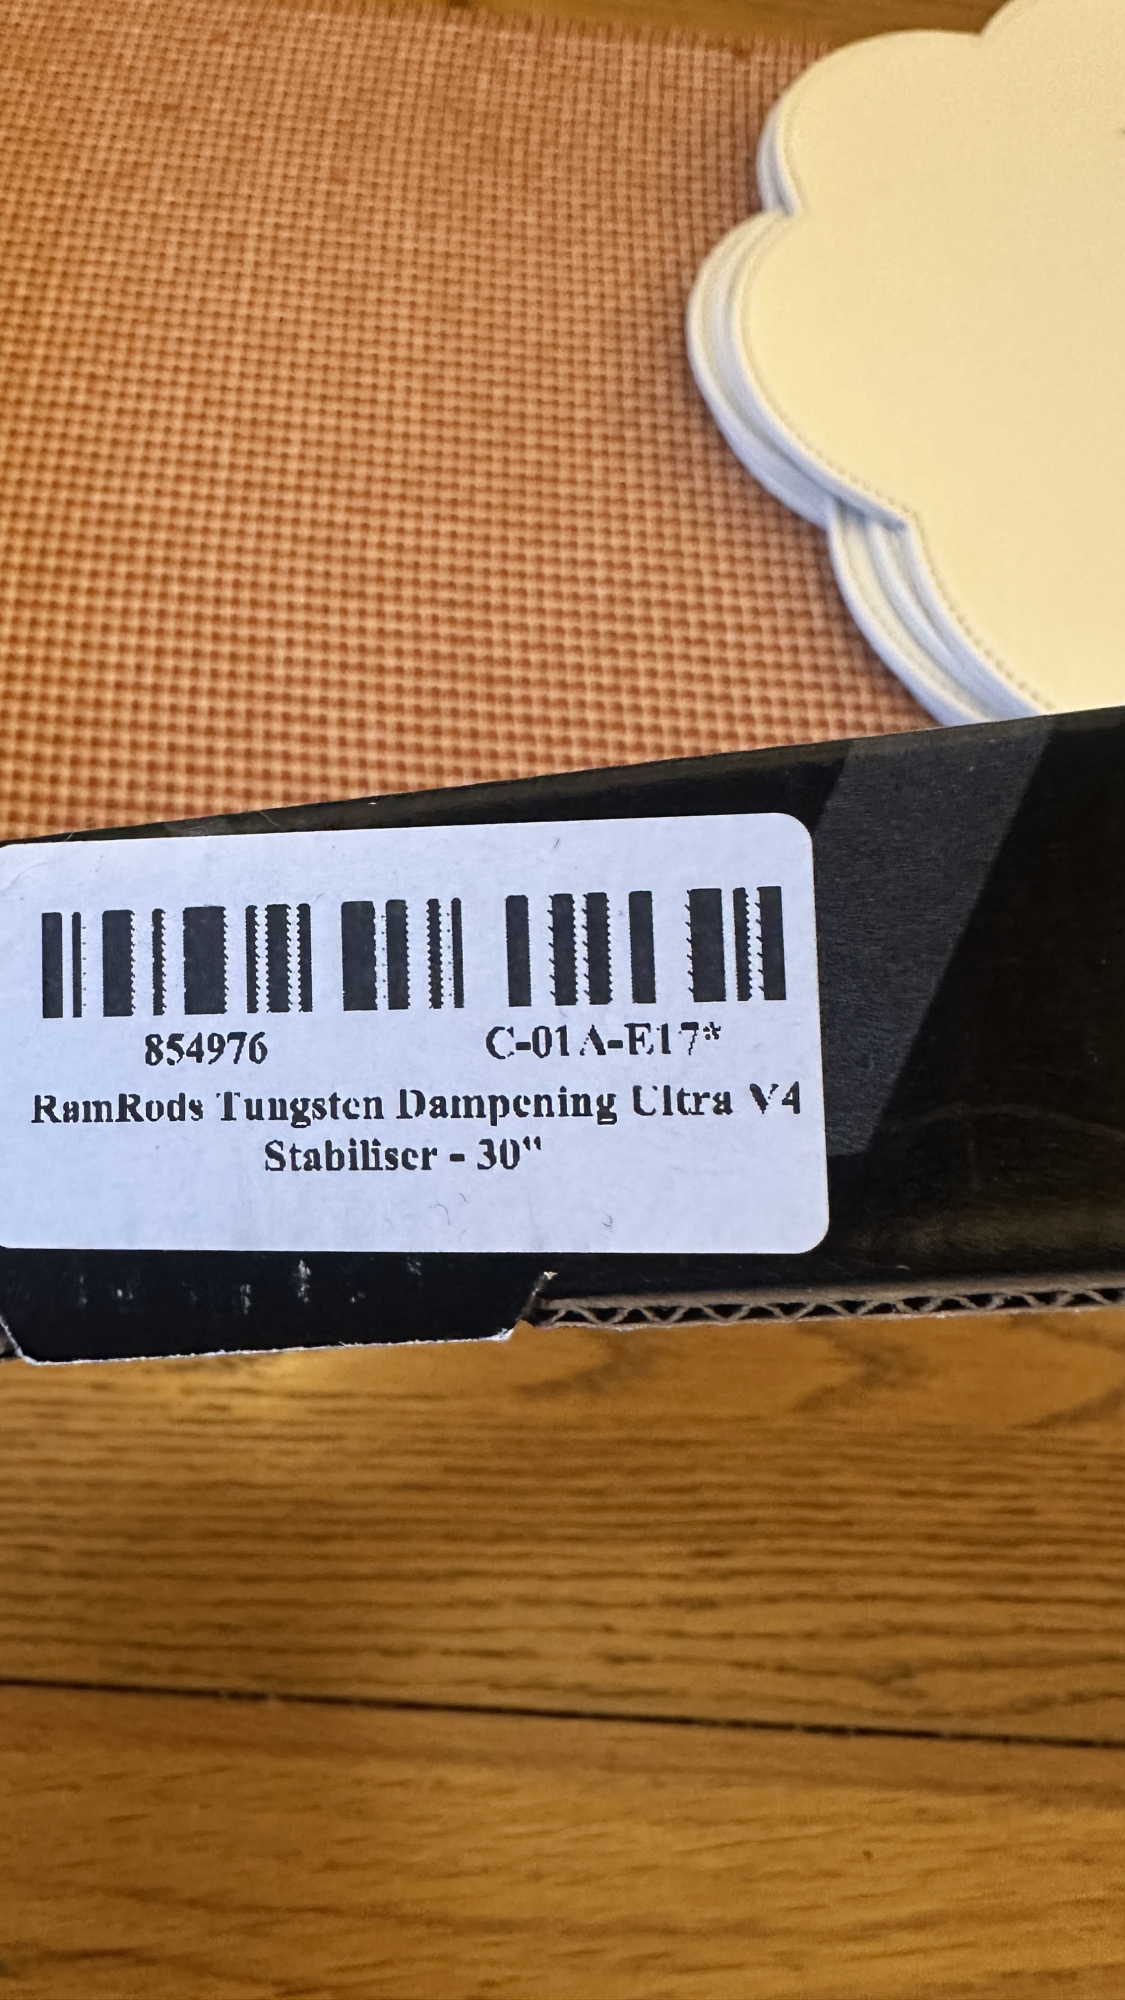 854976 C-01A-E17*
RamRods Tungsten Dampening Ultra V4
Stabiliser - 30"